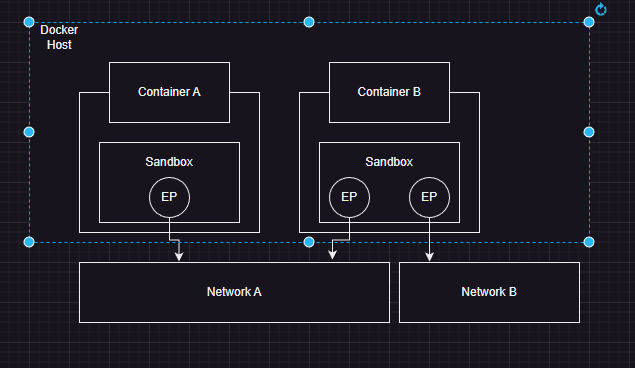 Docker
Host
Container A
Container B
Sandbox
Sandbox
EP
EP
EP
Network A
Network B